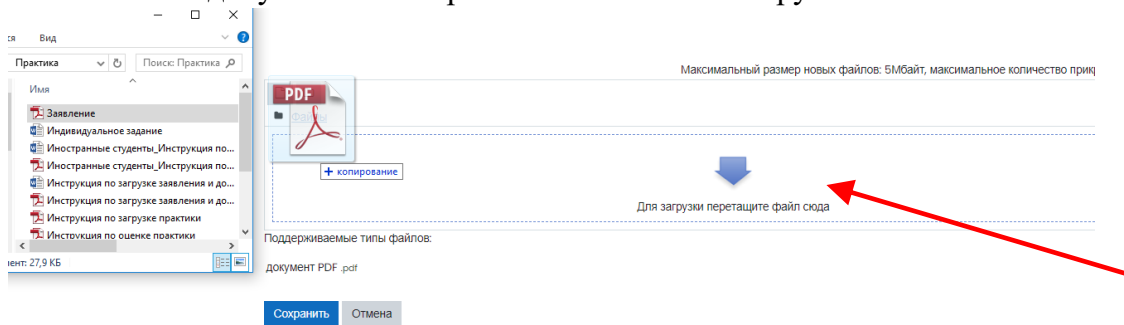 Вид
Практика
Поиск: Практика
Имя
Заявление
Индивидуальное задание
Иностранные студенты_Инструкция по...
Иностранные студенты_Инструкция по...
Инструкция по загрузке заявления и до...
Инструкция по загрузке заявления и до...
Инструкция по загрузке практики
Инструкция по оценке практики
27,9 КБ
Максимальный размер новых файлов: 5Мбайт, максимальное количество
PDF
Файлы
+ копирование
Для загрузки перетащите файл сюда
Поддерживаемые типы файлов:
документ PDF .pdf
Сохранить Отмена